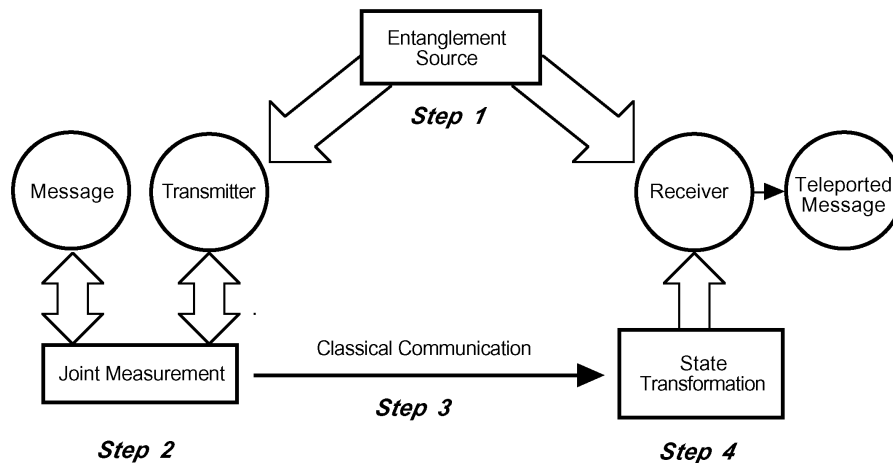 Entanglement
Source
Step 1
Message
Transmitter
Receiver
Teleported
Message
Joint Measurement
Classical Communication
State
Transformation
Step 3
Step 2
Step 4